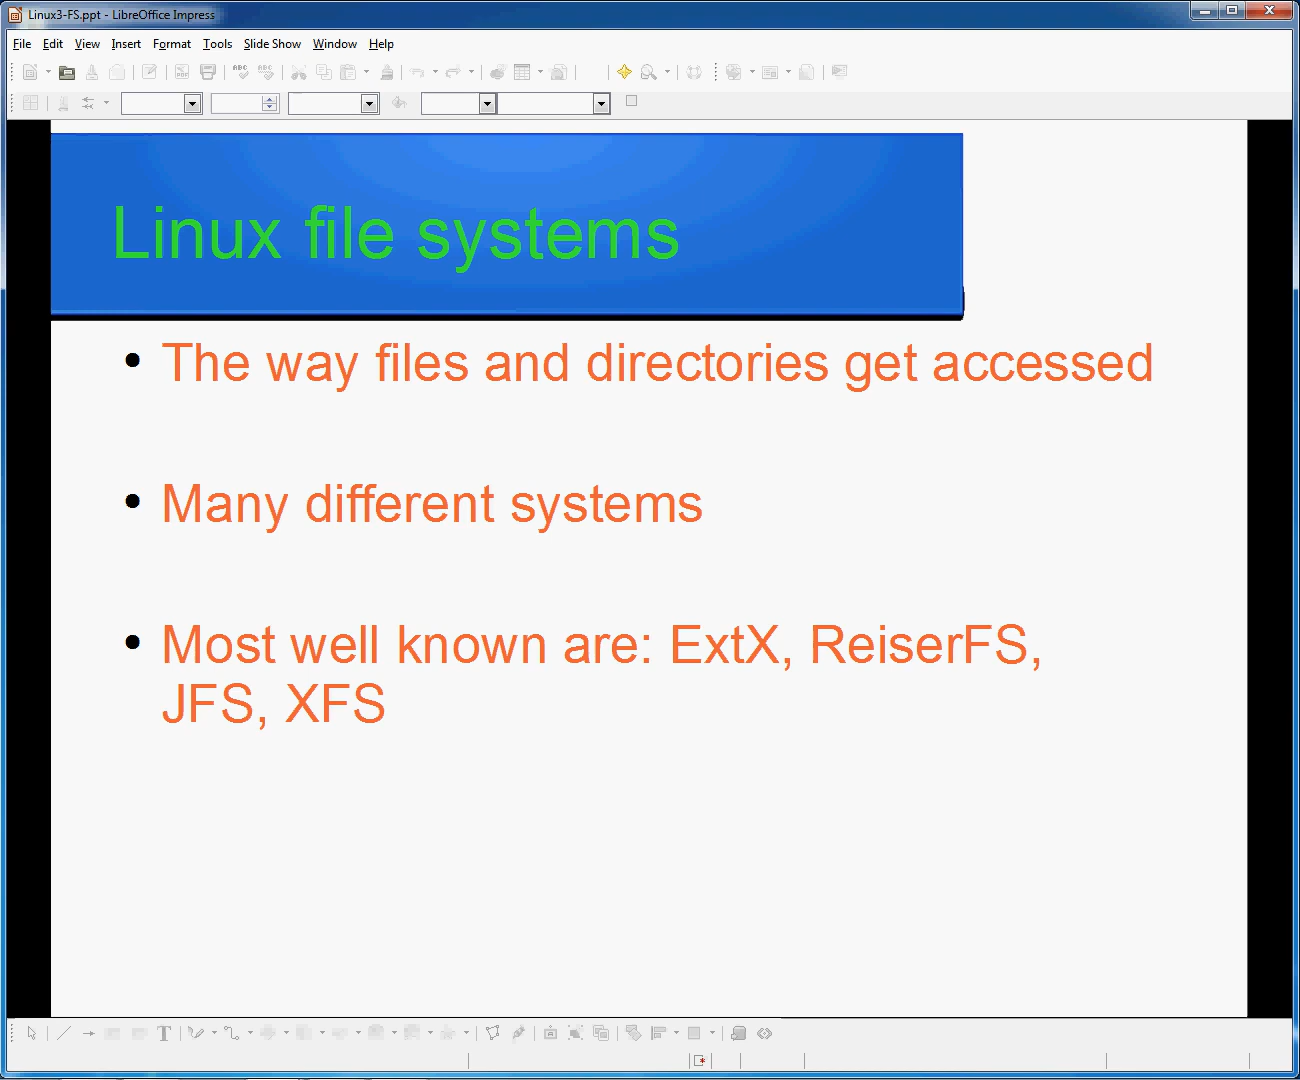 Linux3-FS.ppt - LibreOffice Impress
File Edit View Insert Format Tools Slide Show Window Help
Linux file systems
• The way files and directories get accessed
• Many different systems
• Most well known are: ExtX, ReiserFS,
JFS, XFS